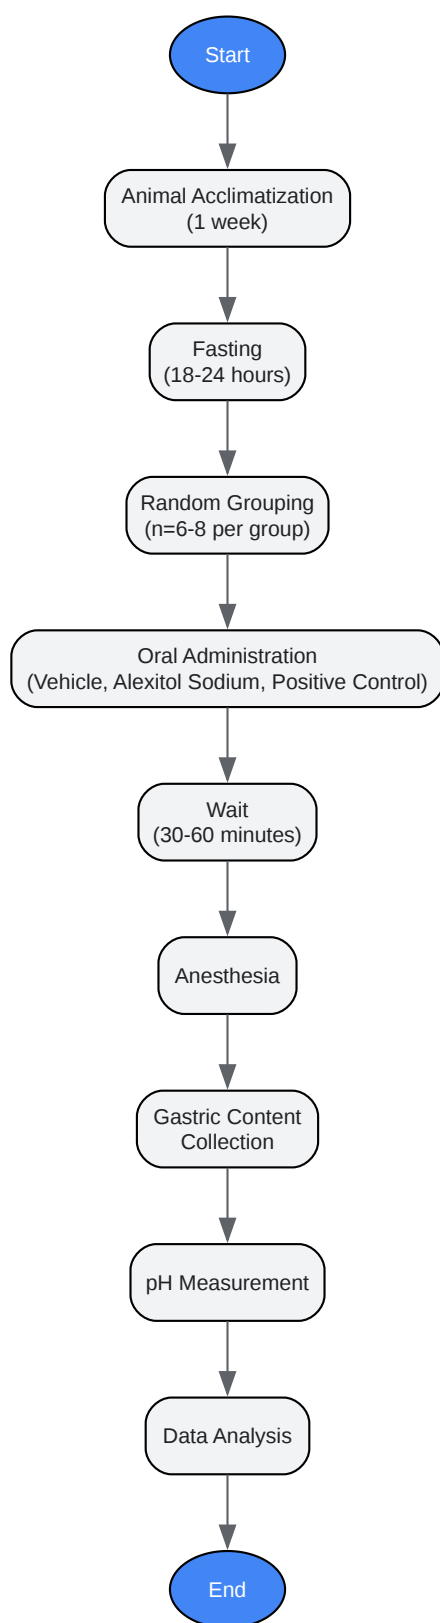 Start
Animal Acclimatization
(1 week)
Fasting
(18-24 hours)
Random Grouping
(n=6-8 per group)
Oral Administration
(Vehicle, Alexitol Sodium, Positive Control)
Wait
(30-60 minutes)
Anesthesia
Gastric Content
Collection
pH Measurement
Data Analysis
End